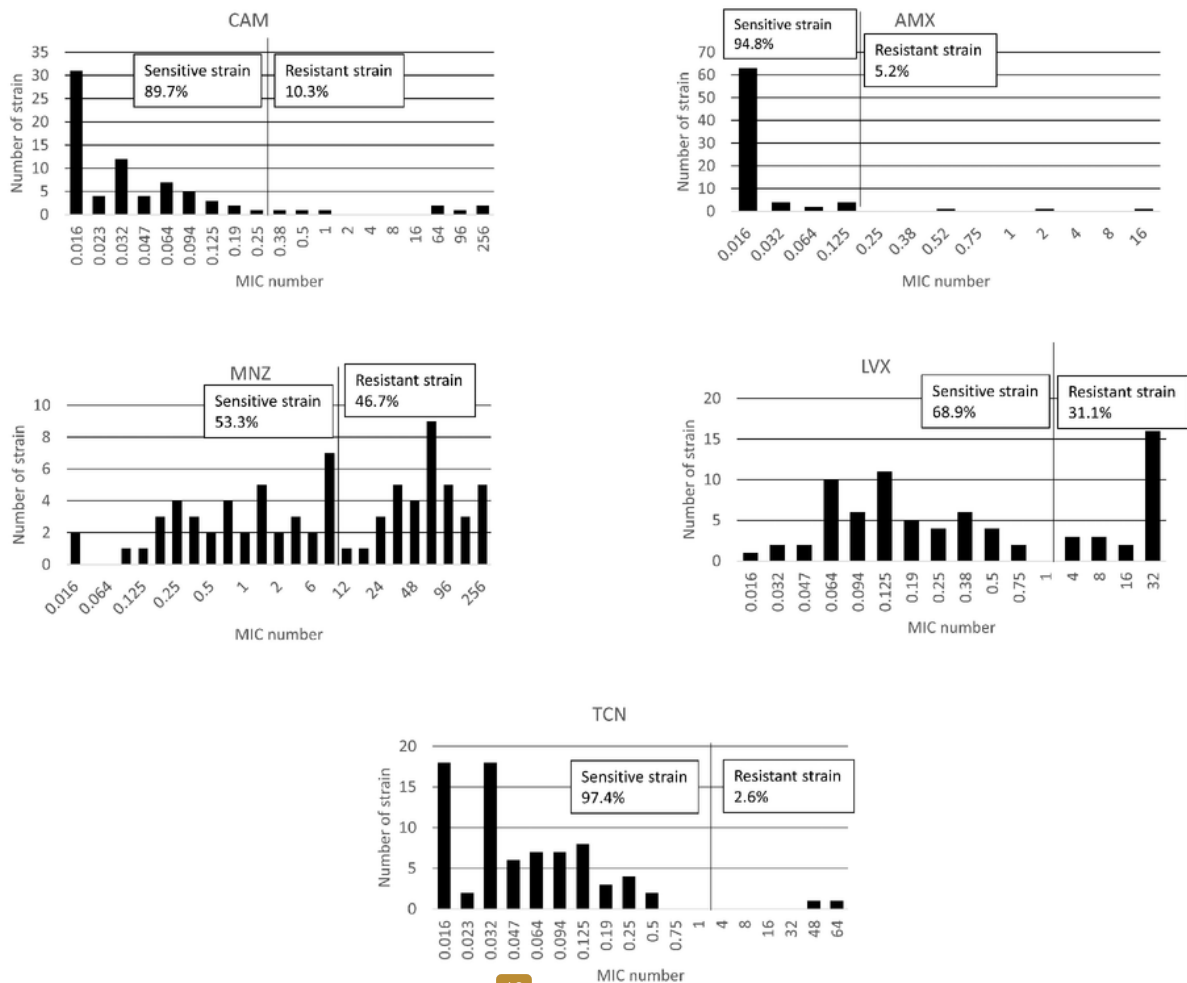 CAM
35
30
25
20
15
10
5
0
Number of strain
Sensitive strain
89.7%
Resistant strain
10.3%
0.016 0.023 0.032 0.047 0.064 0.094 0.125 0.19 0.25 0.38 0.5 1 2 4 8 16 64 96 256
MIC number
AMX
70
60
50
40
30
20
10
0
Number of strain
Sensitive strain
94.8%
Resistant strain
5.2%
0.016 0.032 0.064 0.125 0.25 0.38 0.52 0.75 1 2 4 8 16
MIC number
MNZ
10
8
6
4
2
0
Number of strain
Sensitive strain
53.3%
Resistant strain
46.7%
0.016 0.064 0.125 0.25 0.5 1 2 6 12 24 48 96 256
MIC number
LVX
20
15
10
5
0
Number of strain
Sensitive strain
68.9%
Resistant strain
31.1%
0.016 0.032 0.047 0.064 0.094 0.125 0.19 0.25 0.38 0.5 0.75 1 4 8 16 32
MIC number
TCN
20
15
10
5
0
Number of strain
Sensitive strain
97.4%
Resistant strain
2.6%
0.016 0.023 0.032 0.047 0.064 0.094 0.125 0.19 0.25 0.5 0.75 1 4 8 16 32 48 64
MIC number